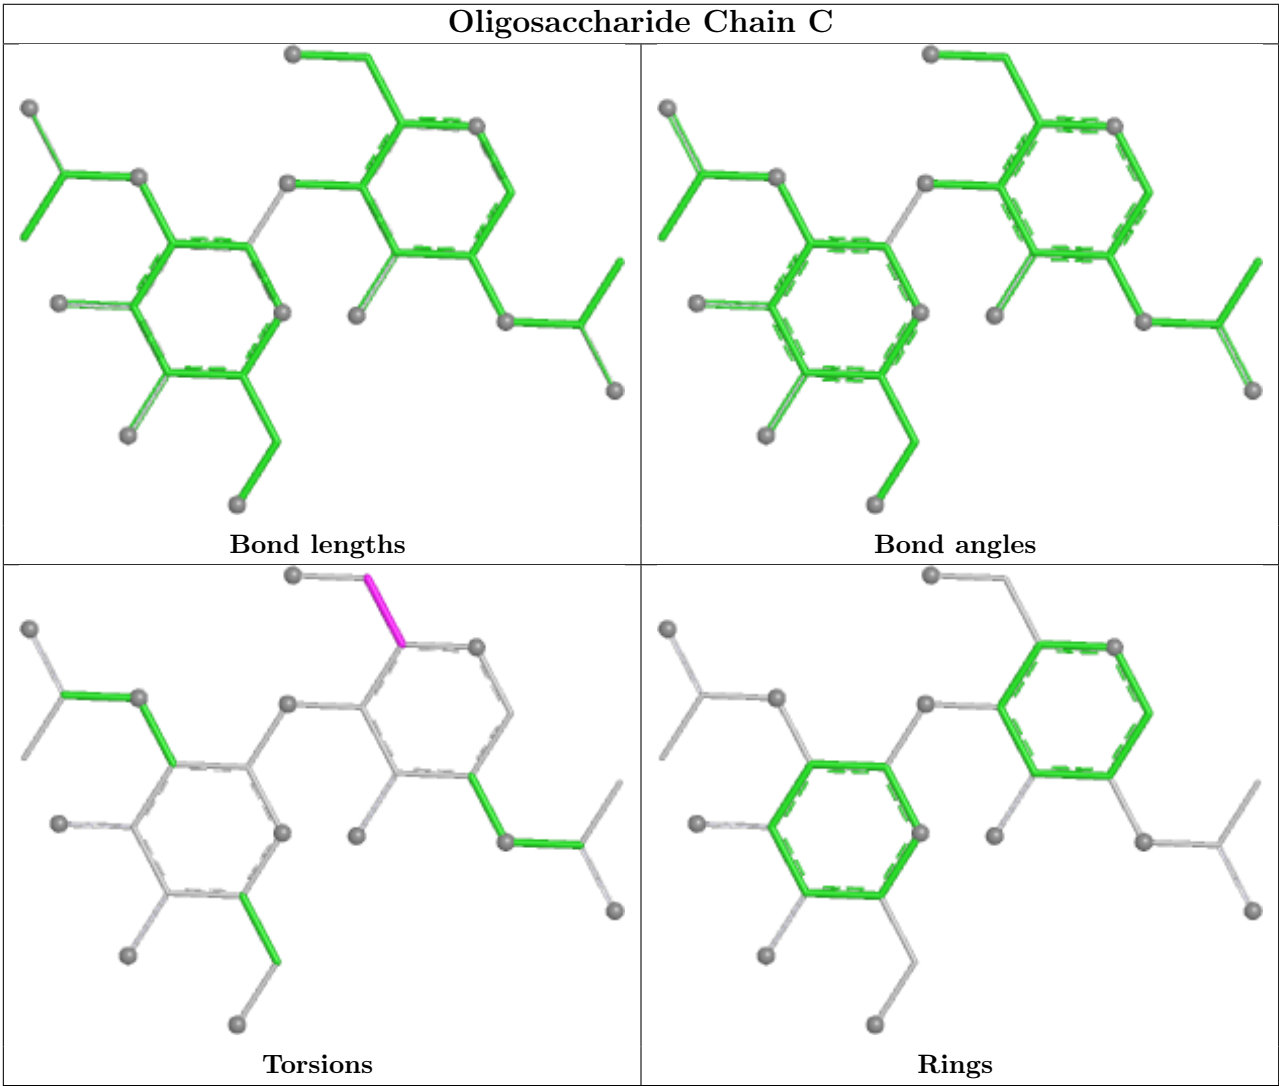 Oligosaccharide Chain C
Bond lengths
Bond angles
Torsions
Rings